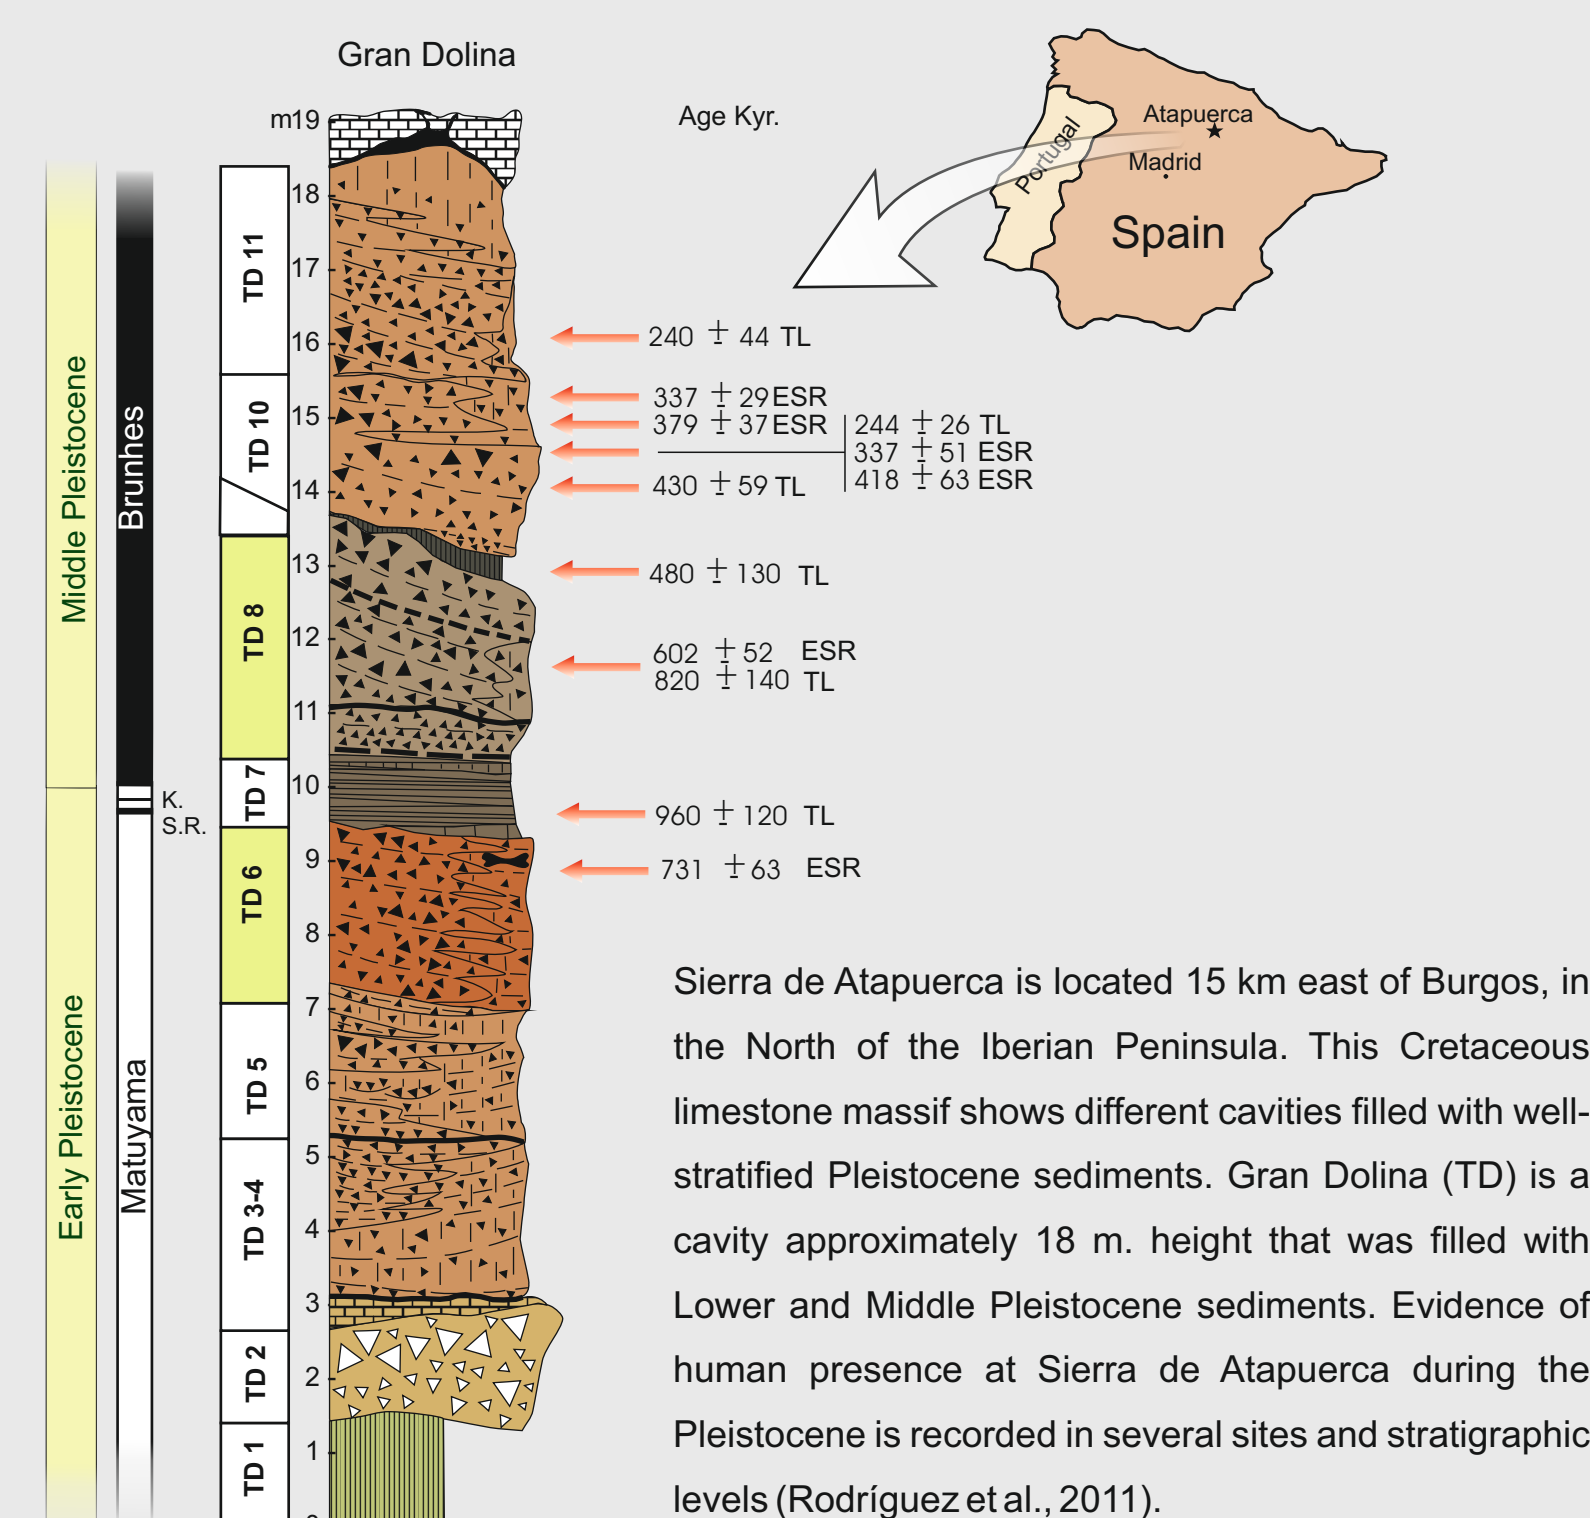 Gran Dolina
m19
Age Kyr.
Atapuerca
Portugal
Madrid
Spain
18
TD 11
17
16
240 ± 44 TL
337 ± 29 ESR
15
379 ± 37 ESR
244 ± 26 TL
337 ± 51 ESR
418 ± 63 ESR
TD 10
14
430 ± 59 TL
Middle Pleistocene
Brunhes
13
480 ± 130 TL
TD 8
12
602 ± 52 ESR
820 ± 140 TL
11
TD 7
10
K.
S.R.
960 ± 120 TL
9
731 ± 63 ESR
TD 6
8
7
Early Pleistocene
Matuyama
TD 5
6
5
TD 3-4
4
3
TD 2
2
TD 1
1
Sierra de Atapuerca is located 15 km east of Burgos, in
the North of the Iberian Peninsula. This Cretaceous
limestone massif shows different cavities filled with well-
stratified Pleistocene sediments. Gran Dolina (TD) is a
cavity approximately 18 m. height that was filled with
Lower and Middle Pleistocene sediments. Evidence of
human presence at Sierra de Atapuerca during the
Pleistocene is recorded in several sites and stratigraphic
levels (Rodríguez et al., 2011).